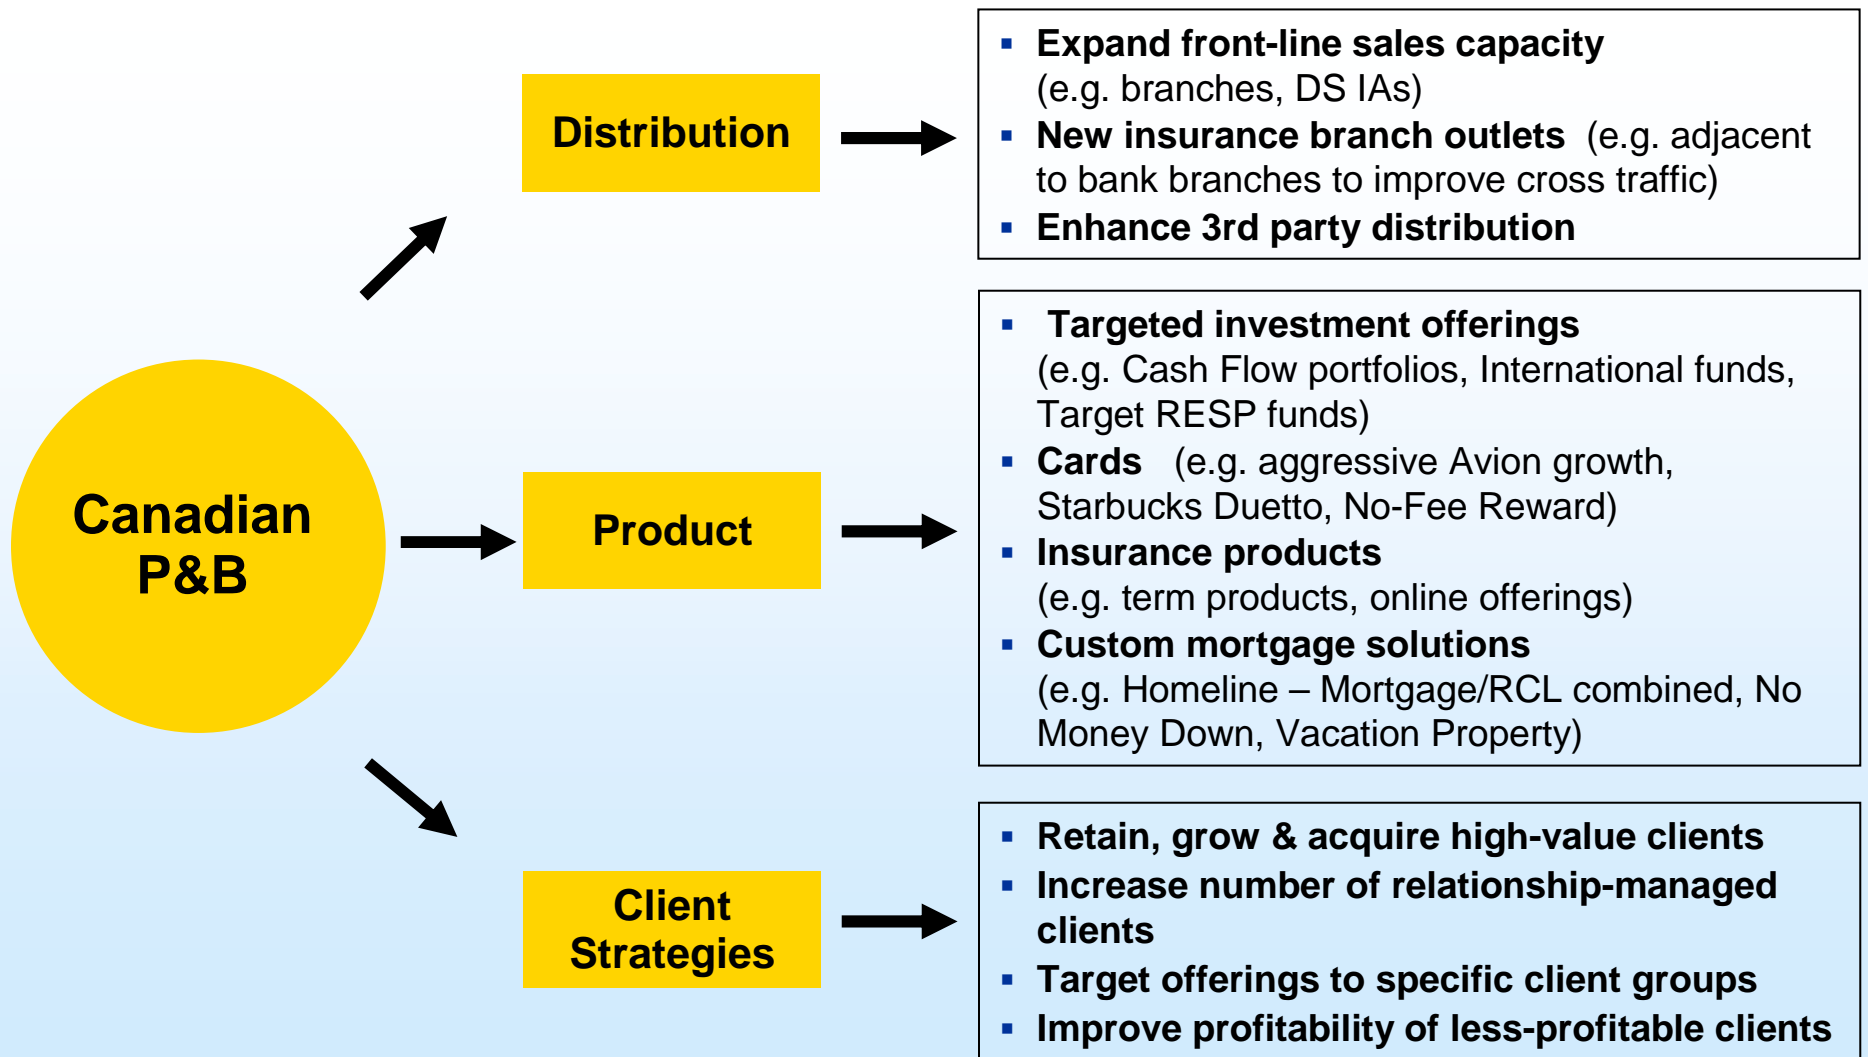 Canadian
P&B
Distribution
▪ Expand front-line sales capacity
(e.g. branches, DS IAs)
▪ New insurance branch outlets (e.g. adjacent
to bank branches to improve cross traffic)
▪ Enhance 3rd party distribution
Product
▪ Targeted investment offerings
(e.g. Cash Flow portfolios, International funds,
Target RESP funds)
▪ Cards (e.g. aggressive Avion growth,
Starbucks Duetto, No-Fee Reward)
▪ Insurance products
(e.g. term products, online offerings)
▪ Custom mortgage solutions
(e.g. Homeline – Mortgage/RCL combined, No
Money Down, Vacation Property)
Client
Strategies
▪ Retain, grow & acquire high-value clients
▪ Increase number of relationship-managed
clients
▪ Target offerings to specific client groups
▪ Improve profitability of less-profitable clients